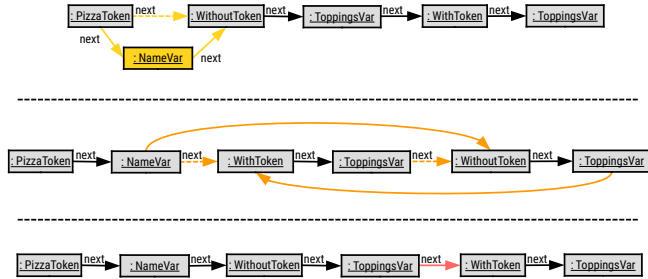 : PizzaToken next : WithoutToken next : ToppingsVar next : WithToken next : ToppingsVar
next : NameVar next
: PizzaToken next : NameVar next : WithToken next : ToppingsVar next : WithoutToken next : ToppingsVar
: PizzaToken next : NameVar next : WithoutToken next : ToppingsVar next : WithToken next : ToppingsVar